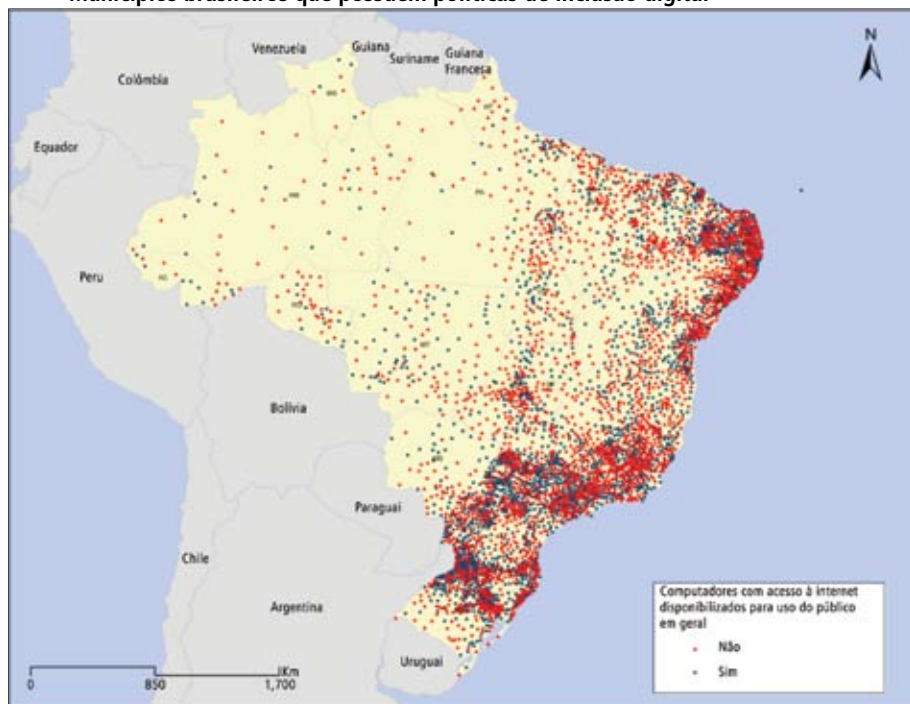 Municípios brasileiros que possuem políticas de inclusão digital
N
Venezuela
Guiana
Suriname
Guiana
Francesa
Colômbia
Equador
Peru
Bolívia
Paraguai
Chile
Argentina
Uruguai
Computadores com acesso à internet
disponibilizados para uso do público
em geral
Não
Sim
Km
0
850
1,700